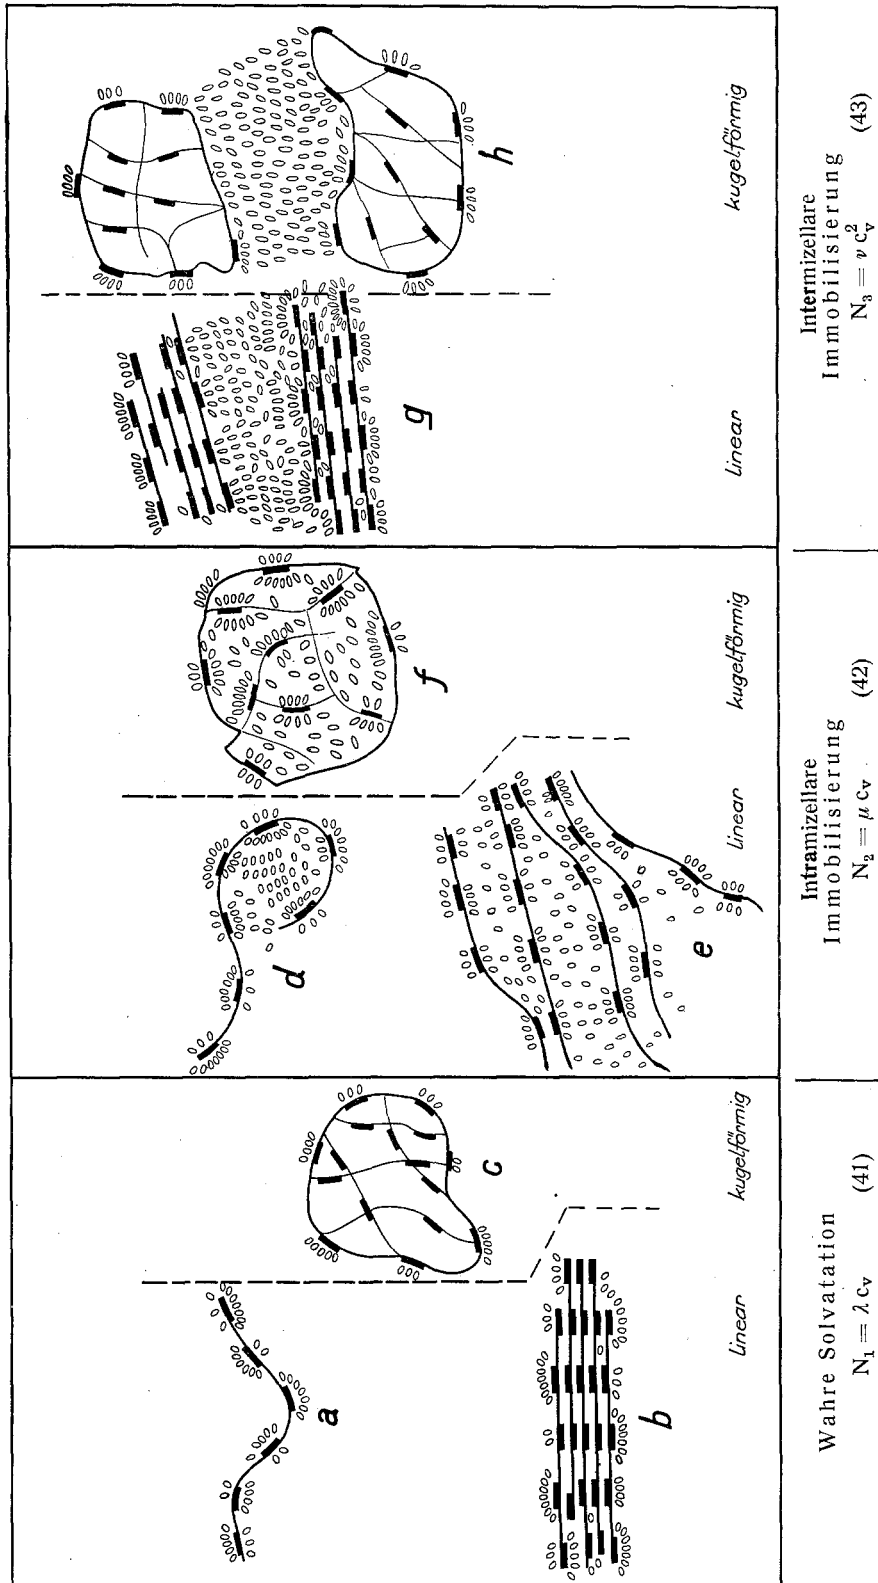 a
b
c
linear
kugelförmig
d
e
f
linear
kugelförmig
g
h
linear
kugelförmig
Wahre Solvatation
N₁ = λ cᵥ (41)
Intramizellare
Immobilisierung
N₂ = μ cᵥ (42)
Intermizellare
Immobilisierung
N₃ = ν cᵥ² (43)